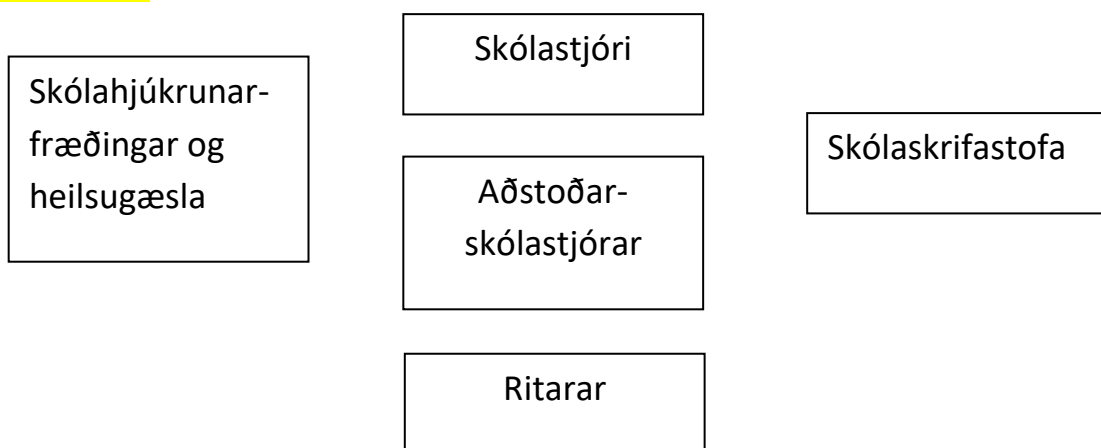 Skólastjóri
Skólahjúkrunar-
fræðingar og
heilsugæsla
Skólaskrifastofa
Aðstoðar-
skólastjórar
Ritarar